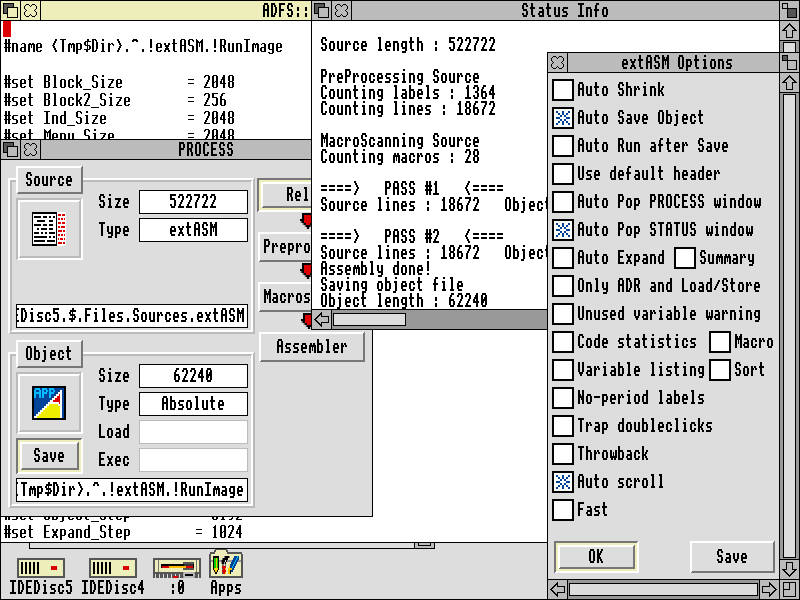 ADFS::
#name <Tmp$Dir>.^.!extASM.!RunImage
#set Block_Size = 2048
#set Block2_Size = 256
#set Ind_Size = 2048
#set Menu_Size = 2048
PROCESS
Source
Size 522722
Type extASM
:Disc5.$.Files.Sources.extASM
Object
Size 62240
Type Absolute
Load
Exec
Save
<Tmp$Dir>.^.!extASM.!RunImage
Rel
Prepro
Macros
Assembler
#set Expand_Step = 1024
Status Info
Source length : 522722
PreProcessing Source
Counting labels : 1364
Counting lines : 18672
MacroScanning Source
Counting macros : 28
====> PASS #1 <====
Source lines : 18672 Object
====> PASS #2 <====
Source lines : 18672 Object
Assembly done!
Saving object file
Object length : 62240
extASM Options
Auto Shrink
Auto Save Object
Auto Run after Save
Use default header
Auto Pop PROCESS window
Auto Pop STATUS window
Auto Expand Summary
Only ADR and Load/Store
Unused variable warning
Code statistics Macro
Variable listing Sort
No-period labels
Trap doubleclicks
Throwback
Auto scroll
Fast
OK Save
IDEDisc5 IDEDisc4 :0 Apps
APP